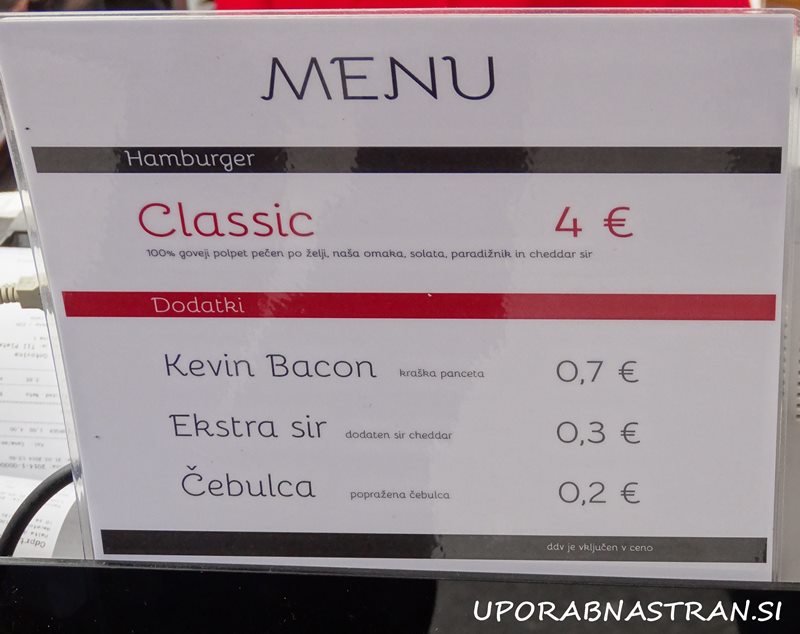 MENU
Hamburger
Classic 4 €
100% goveji polpet pečen po želji, naša omaka, solata, paradižnik in cheddar sir
Dodatki
Kevin Bacon kraška panceta 0,7 €
Ekstra sir dodaten sir cheddar 0,3 €
Čebulca popražena čebulca 0,2 €
ddv je vključen v ceno
UPORABNASTRAN.SI